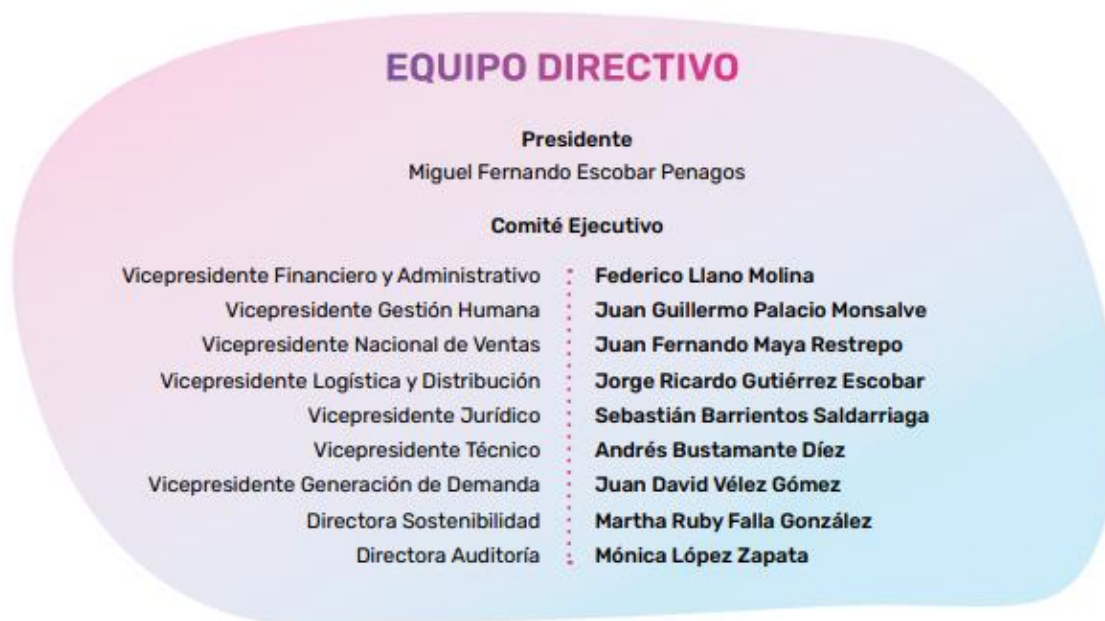 EQUIPO DIRECTIVO
Presidente
Miguel Fernando Escobar Penagos
Comité Ejecutivo
Vicepresidente Financiero y Administrativo Federico Llano Molina
Vicepresidente Gestión Humana Juan Guillermo Palacio Monsalve
Vicepresidente Nacional de Ventas Juan Fernando Maya Restrepo
Vicepresidente Logística y Distribución Jorge Ricardo Gutiérrez Escobar
Vicepresidente Jurídico Sebastián Barrientos Saldarriaga
Vicepresidente Técnico Andrés Bustamante Díez
Vicepresidente Generación de Demanda Juan David Vélez Gómez
Directora Sostenibilidad Martha Ruby Falla González
Directora Auditoría Mónica López Zapata